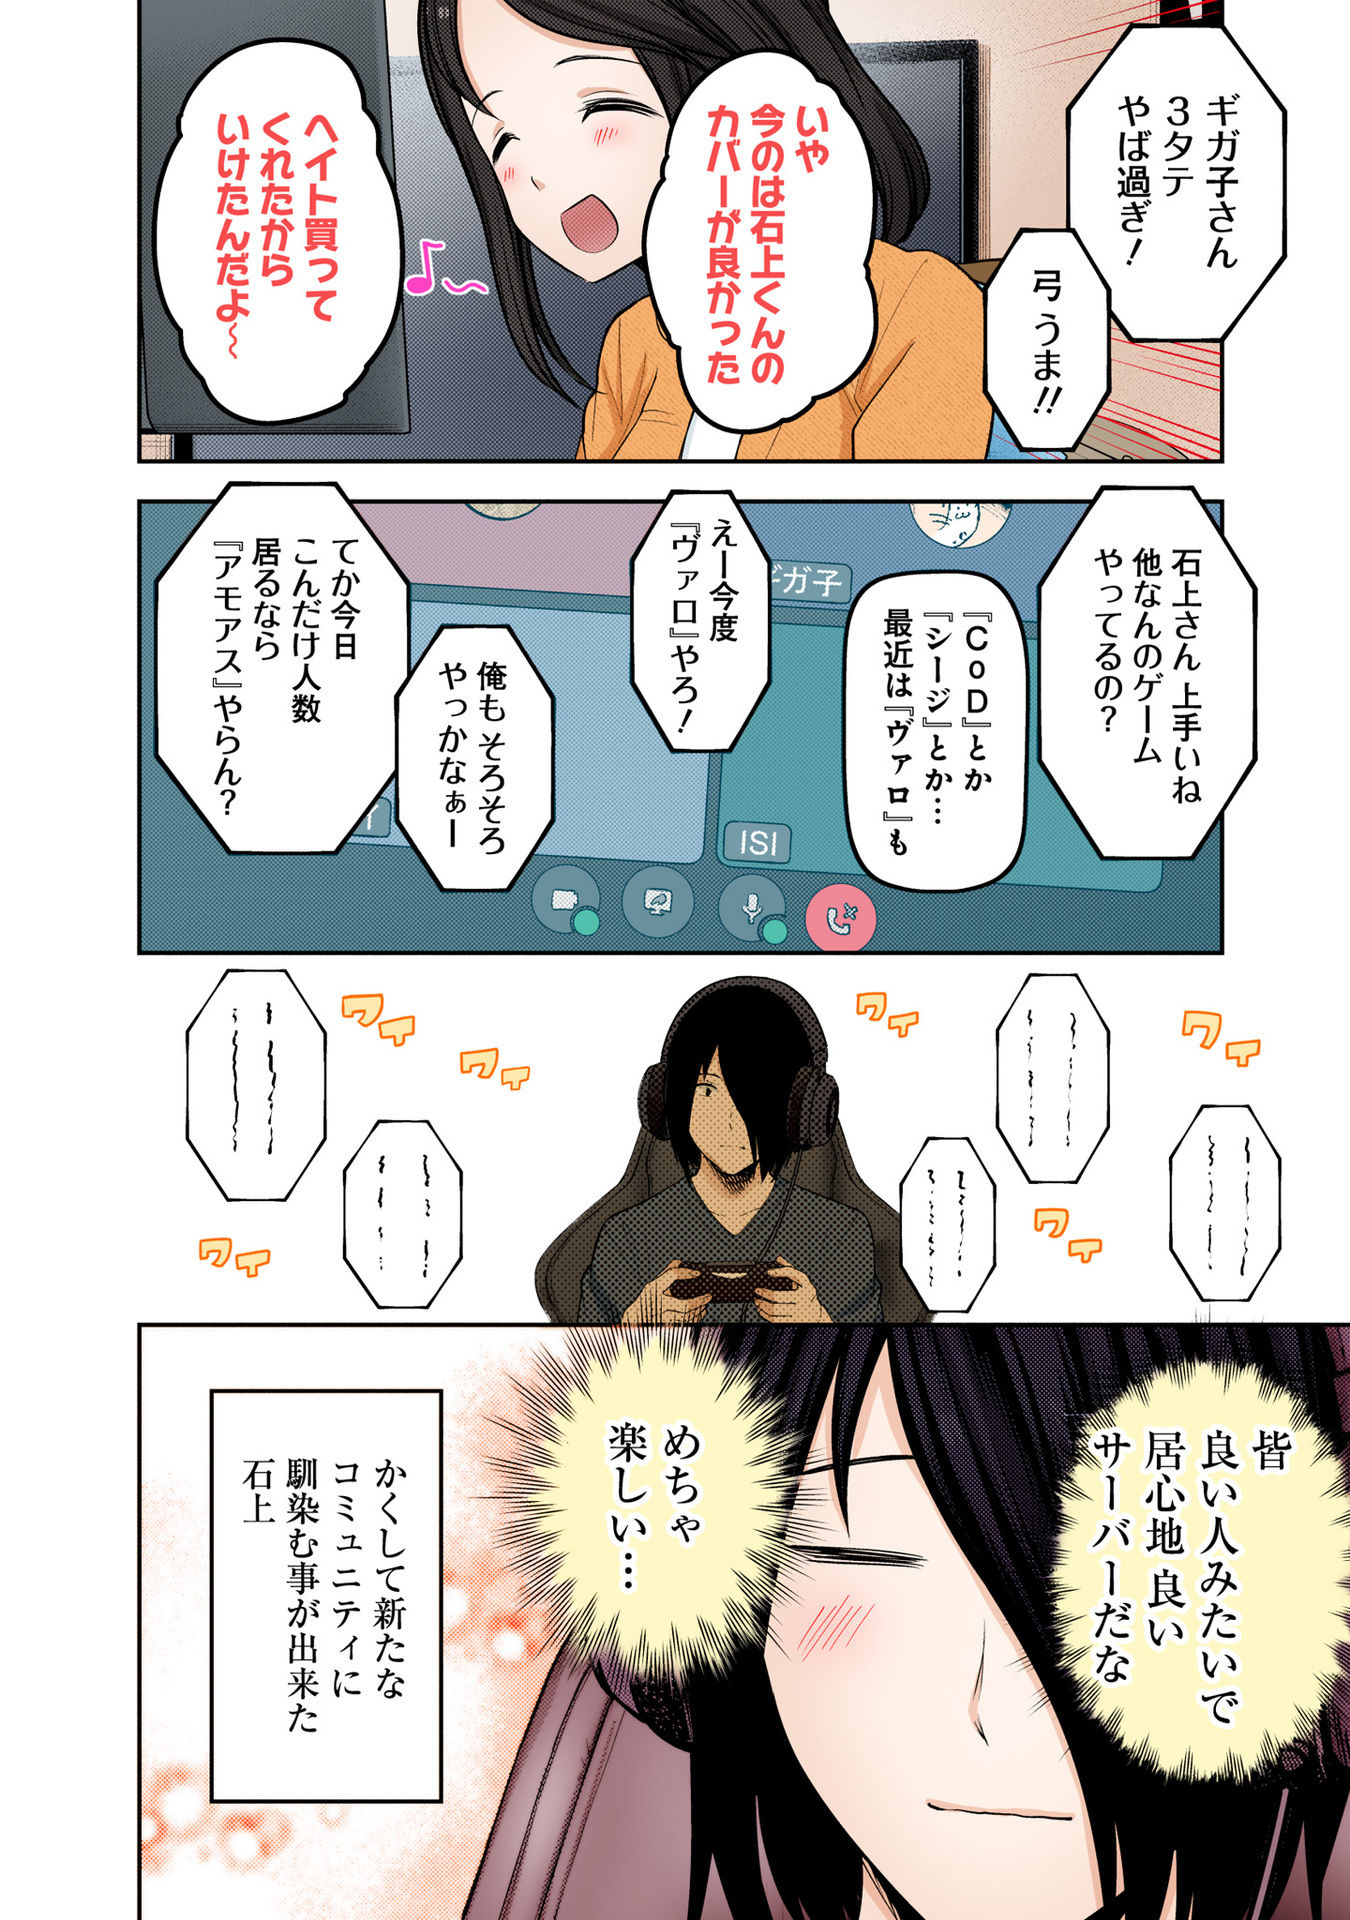 ギガ子さん
3タテ
やば過ぎ!
弓 うま!!
いや
今のは石上くんの
カバーが良かった
ヘイト買って
くれたから
いけたんだよ〜
石上さん 上手いね
他なんのゲーム
やってるの?
『CoD』とか
『シージ』とか…
最近は『ヴァロ』も
えー今度
『ヴァロ』やろ!
俺も そろそろ
やっかなぁー
てか今日
こんだけ人数
居るなら
『アモアス』やらん?
ギガ子
ISI
ワイ
ワイ
ワイ
ワイ
ワイ
ワイ
皆
良い人みたいで
居心地良い
サーバーだな
めちゃ
楽しい…
かくして新たな
コミュニティに
馴染む事が出来た
石上